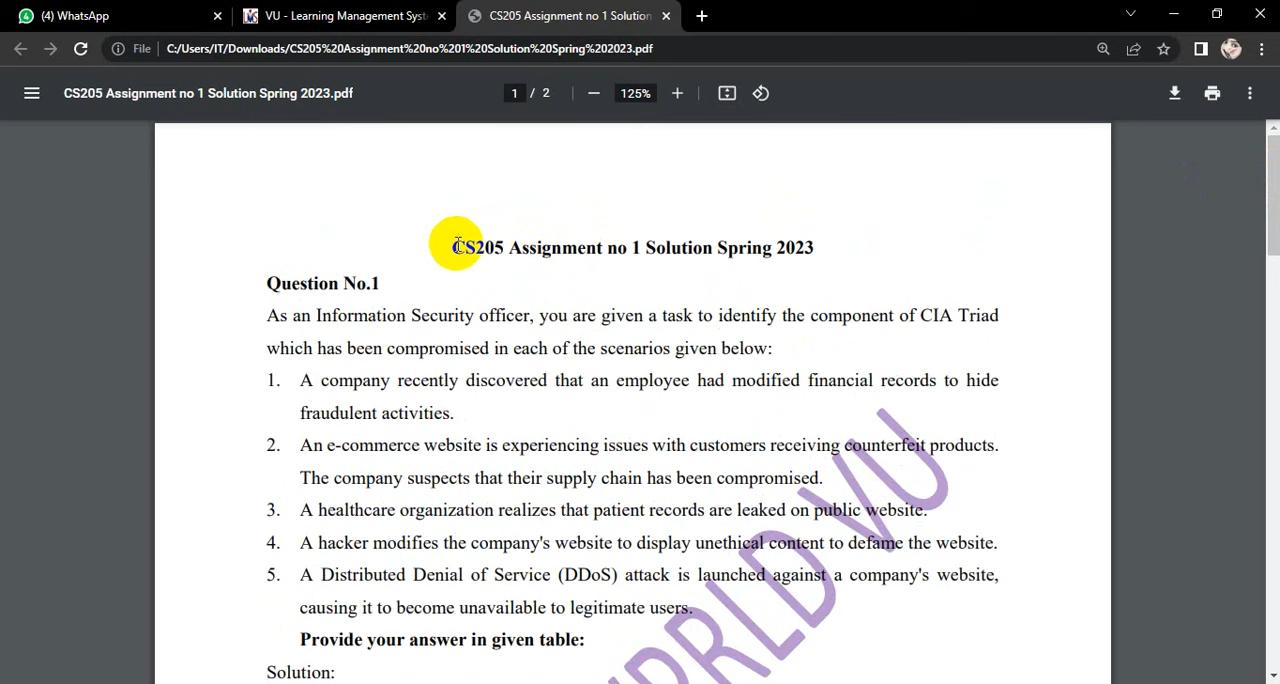 (4) WhatsApp
VU - Learning Management Syst
CS205 Assignment no 1 Solution
File
C:/Users/IT/Downloads/CS205%20Assignment%20no%201%20Solution%20Spring%202023.pdf
CS205 Assignment no 1 Solution Spring 2023.pdf
1 / 2
125%
CS205 Assignment no 1 Solution Spring 2023
Question No.1
As an Information Security officer, you are given a task to identify the component of CIA Triad
which has been compromised in each of the scenarios given below:
1. A company recently discovered that an employee had modified financial records to hide
fraudulent activities.
2. An e-commerce website is experiencing issues with customers receiving counterfeit products.
The company suspects that their supply chain has been compromised.
3. A healthcare organization realizes that patient records are leaked on public website.
4. A hacker modifies the company's website to display unethical content to defame the website.
5. A Distributed Denial of Service (DDoS) attack is launched against a company's website,
causing it to become unavailable to legitimate users.
Provide your answer in given table:
Solution:
VU